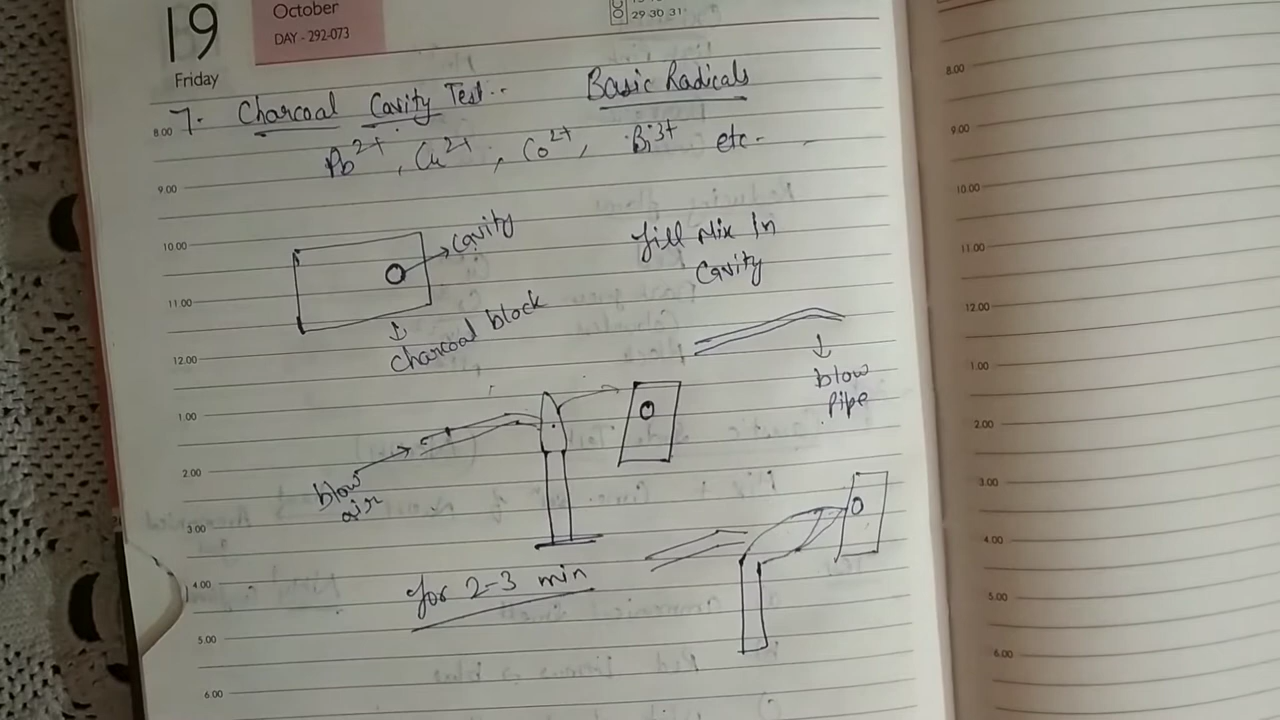 19
Friday
October
DAY - 292-073
29 30 31
7. Charcoal Cavity Test..
Basic Radicals
Pb2+, Cu2+, Co2+, Bi3+ etc-
cavity
fill Mix In
Cavity
charcoal block
blow
Pipe
blow
air
for 2-3 min
8.00
9.00
10.00
11.00
12.00
1.00
2.00
3.00
4.00
5.00
6.00
8.00
9.00
10.00
11.00
12.00
1.00
2.00
3.00
4.00
5.00
6.00